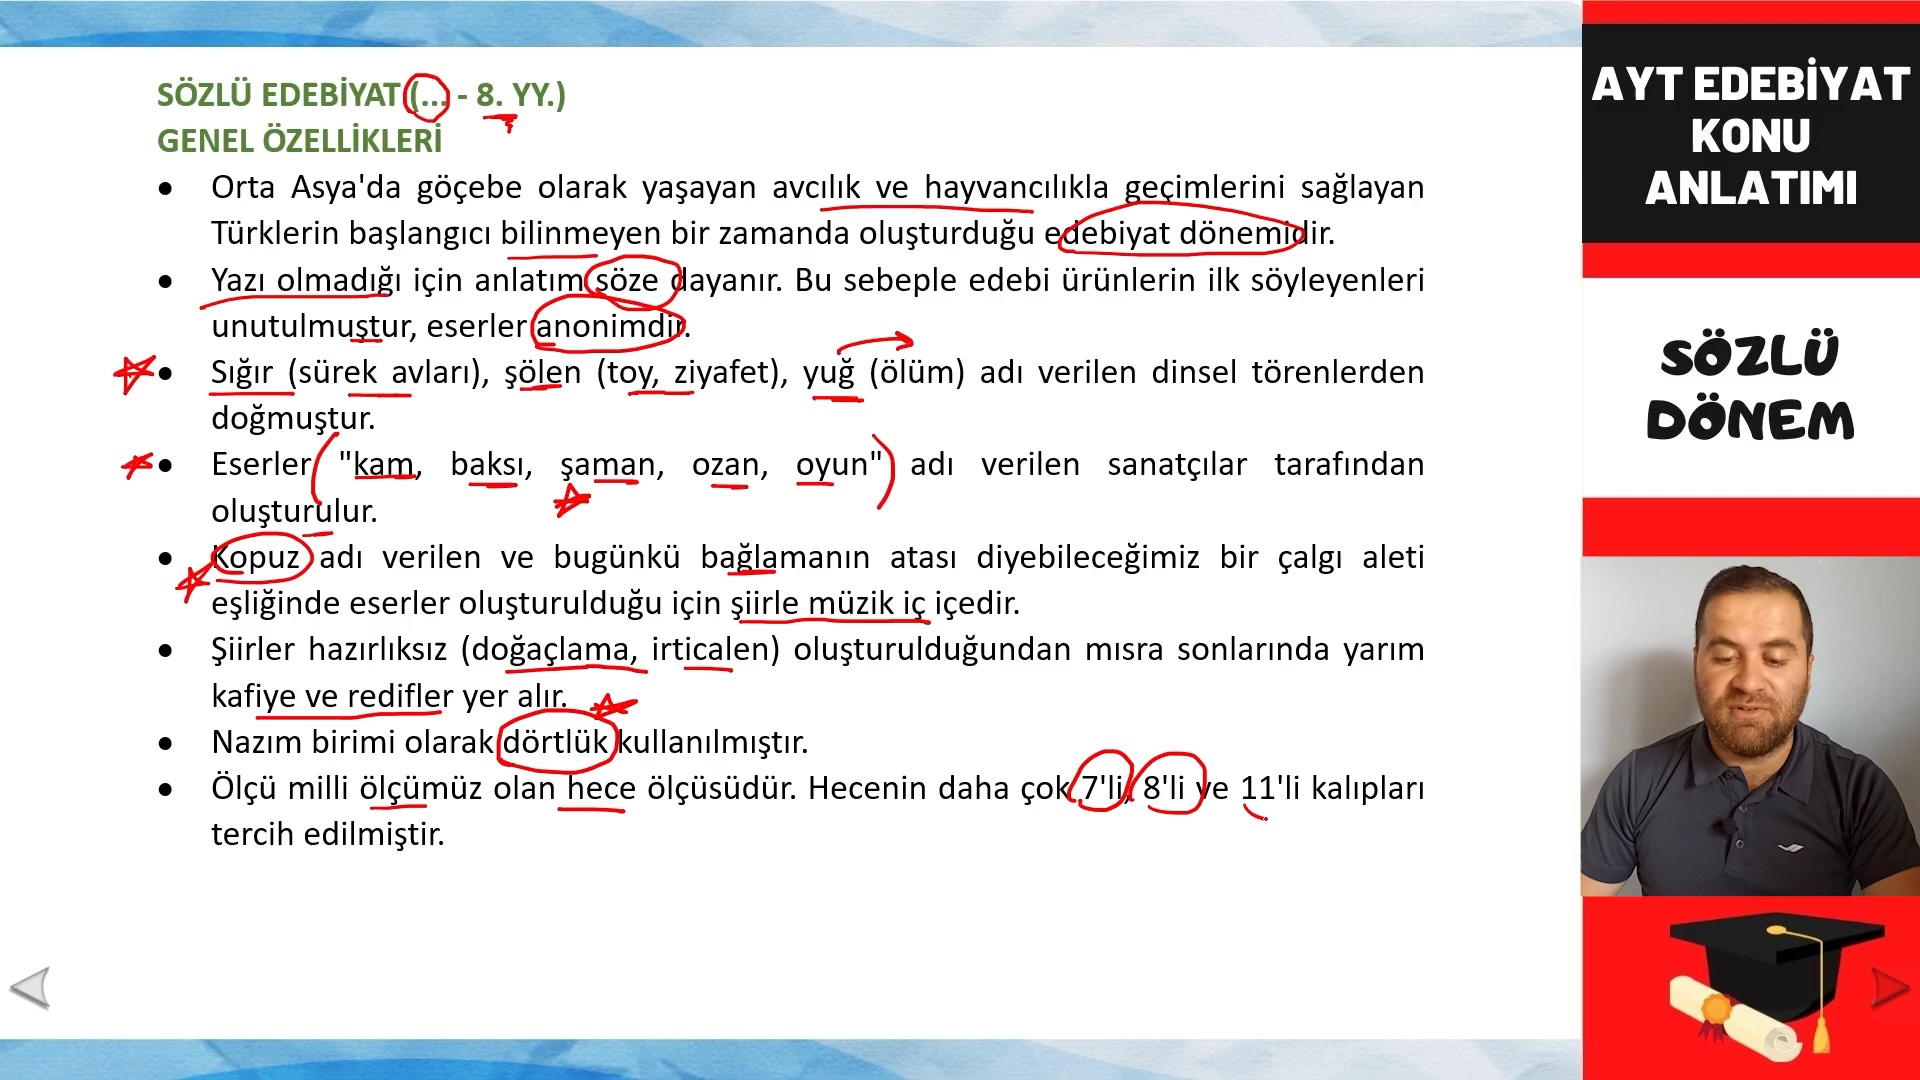 SÖZLÜ EDEBİYAT (... - 8. YY.)
GENEL ÖZELLİKLERİ
• Orta Asya'da göçebe olarak yaşayan avcılık ve hayvancılıkla geçimlerini sağlayan
Türklerin başlangıcı bilinmeyen bir zamanda oluşturduğu edebiyat dönemidir.
• Yazı olmadığı için anlatım söze dayanır. Bu sebeple edebi ürünlerin ilk söyleyenleri
unutulmuştur, eserler anonimdir.
• Sığır (sürek avları), şölen (toy, ziyafet), yuğ (ölüm) adı verilen dinsel törenlerden
doğmuştur.
• Eserler "kam, baksı, şaman, ozan, oyun" adı verilen sanatçılar tarafından
oluşturulur.
• Kopuz adı verilen ve bugünkü bağlamanın atası diyebileceğimiz bir çalgı aleti
eşliğinde eserler oluşturulduğu için şiirle müzik iç içedir.
• Şiirler hazırlıksız (doğaçlama, irticalen) oluşturulduğundan mısra sonlarında yarım
kafiye ve redifler yer alır.
• Nazım birimi olarak dörtlük kullanılmıştır.
• Ölçü milli ölçümüz olan hece ölçüsüdür. Hecenin daha çok 7'li, 8'li ve 11'li kalıpları
tercih edilmiştir.
AYT EDEBİYAT
KONU
ANLATIMI
SÖZLÜ
DÖNEM